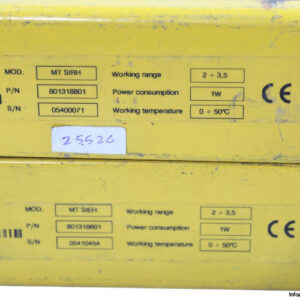 MOD. MT SIRH Working range 2 ÷ 3,5
P/N 801318801 Power consumption 1W
S/N 05400071 Working temperature 0 ÷ 50°C
CE
25526
MOD. MT SIEH Working range 2 ÷ 3,5
P/N 801318601 Power consumption 1W
S/N 05410454 Working temperature 0 ÷ 50°C
CE